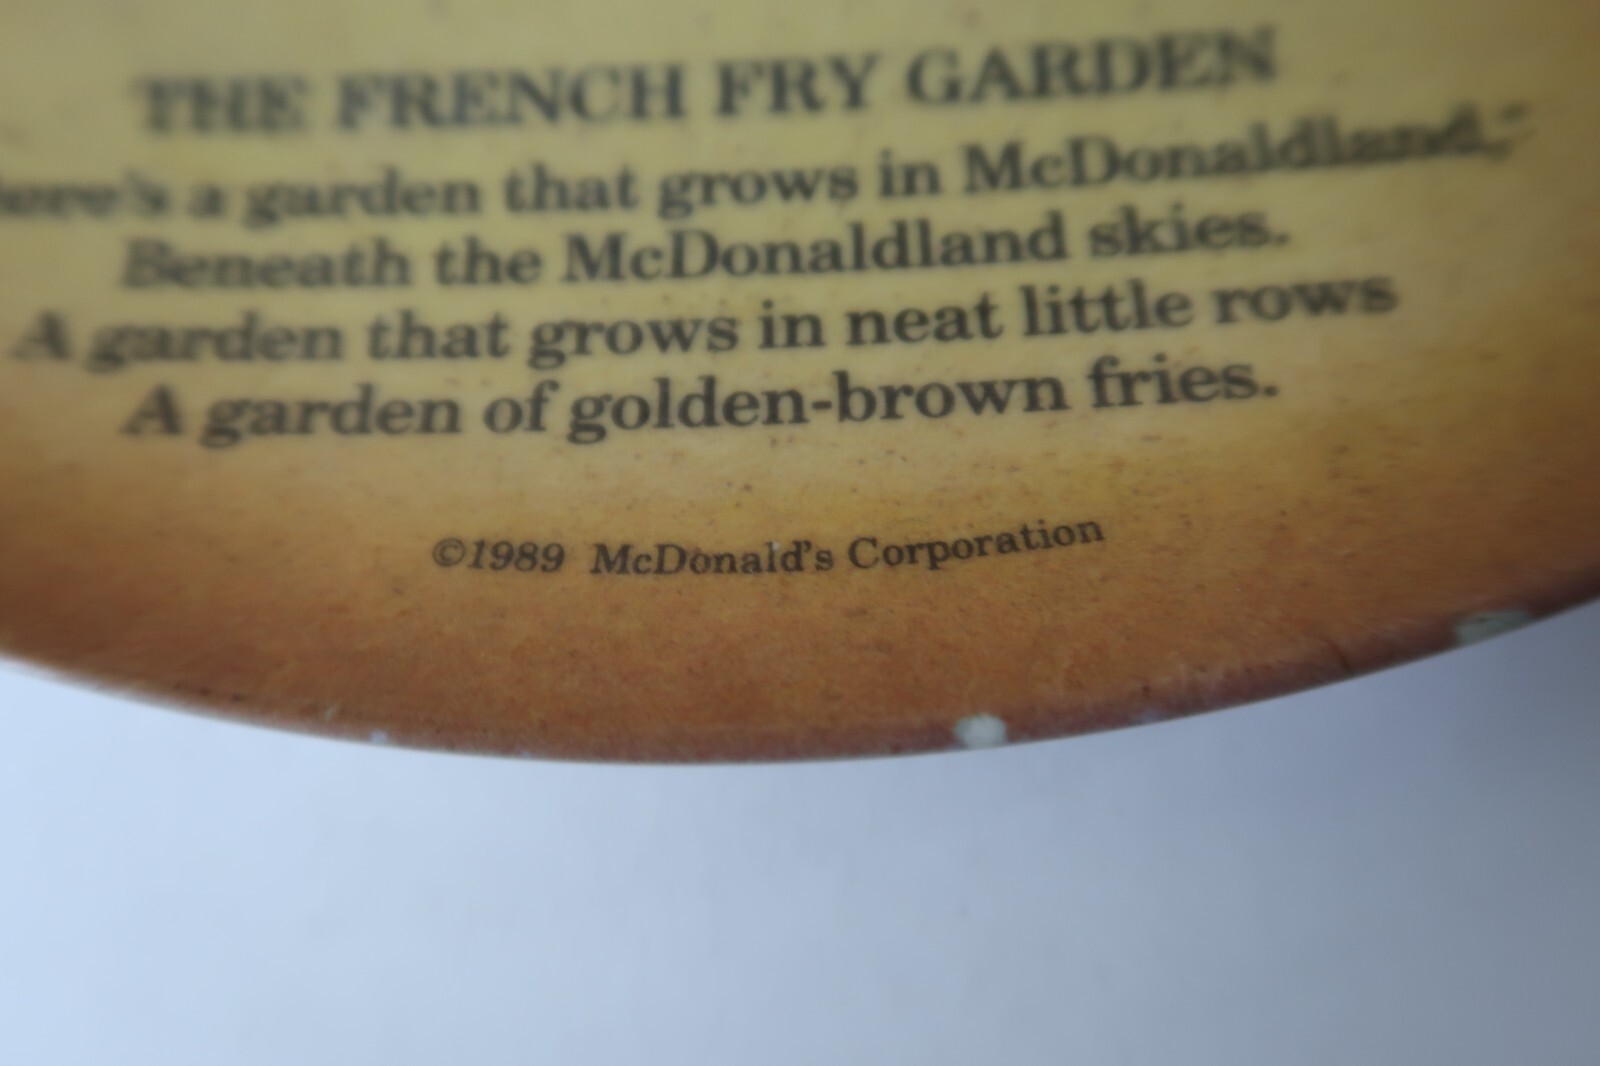 THE FRENCH FRY GARDEN
here's a garden that grows in McDonaldland,
Beneath the McDonaldland skies.
A garden that grows in neat little rows
A garden of golden-brown fries.
©1989 McDonald's Corporation